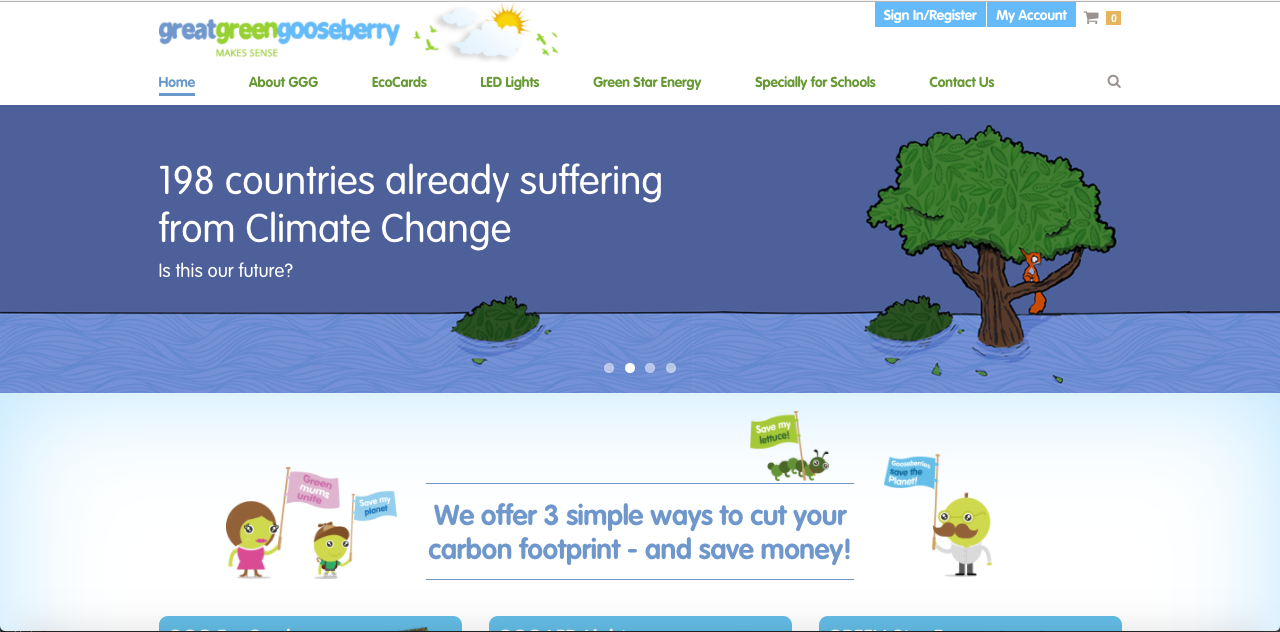 Sign In/Register
My Account
0
greatgreengooseberry
MAKES SENSE
Home
About GGG
EcoCards
LED Lights
Green Star Energy
Specially for Schools
Contact Us
198 countries already suffering
from Climate Change
Is this our future?
Save my
lettuce!
Gooseberries
save the
Planet!
Green
mums
unite
Save my
planet
We offer 3 simple ways to cut your
carbon footprint - and save money!